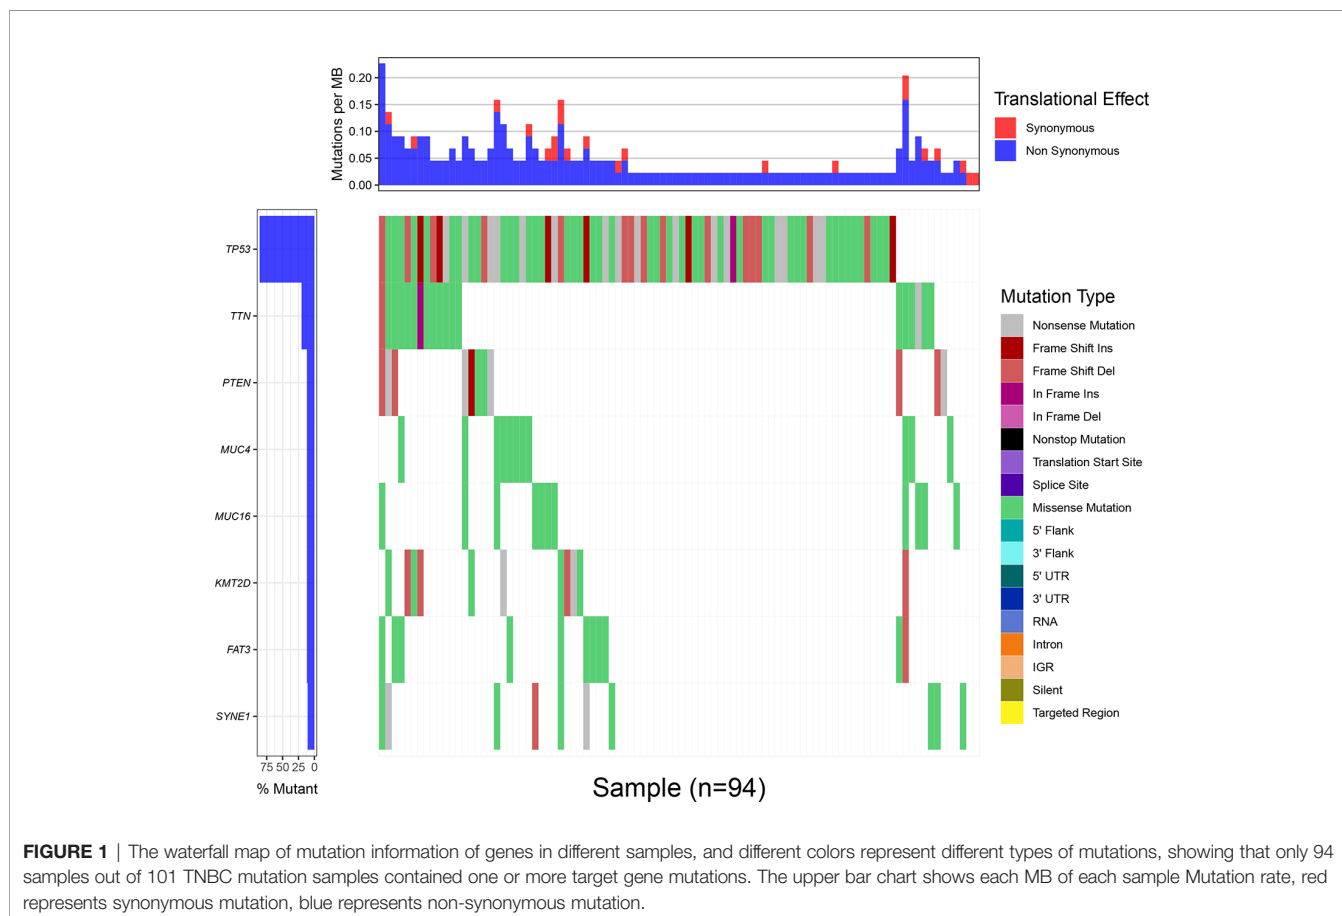 Mutations per MB
0.20
0.15
0.10
0.05
0.00
Translational Effect
Synonymous
Non Synonymous
TP53
TTN
PTEN
MUC4
MUC16
KMT2D
FAT3
SYNE1
75 50 25 0
% Mutant
Sample (n=94)
Mutation Type
Nonsense Mutation
Frame Shift Ins
Frame Shift Del
In Frame Ins
In Frame Del
Nonstop Mutation
Translation Start Site
Splice Site
Missense Mutation
5' Flank
3' Flank
5' UTR
3' UTR
RNA
Intron
IGR
Silent
Targeted Region
FIGURE 1 | The waterfall map of mutation information of genes in different samples, and different colors represent different types of mutations, showing that only 94
samples out of 101 TNBC mutation samples contained one or more target gene mutations. The upper bar chart shows each MB of each sample Mutation rate, red
represents synonymous mutation, blue represents non-synonymous mutation.